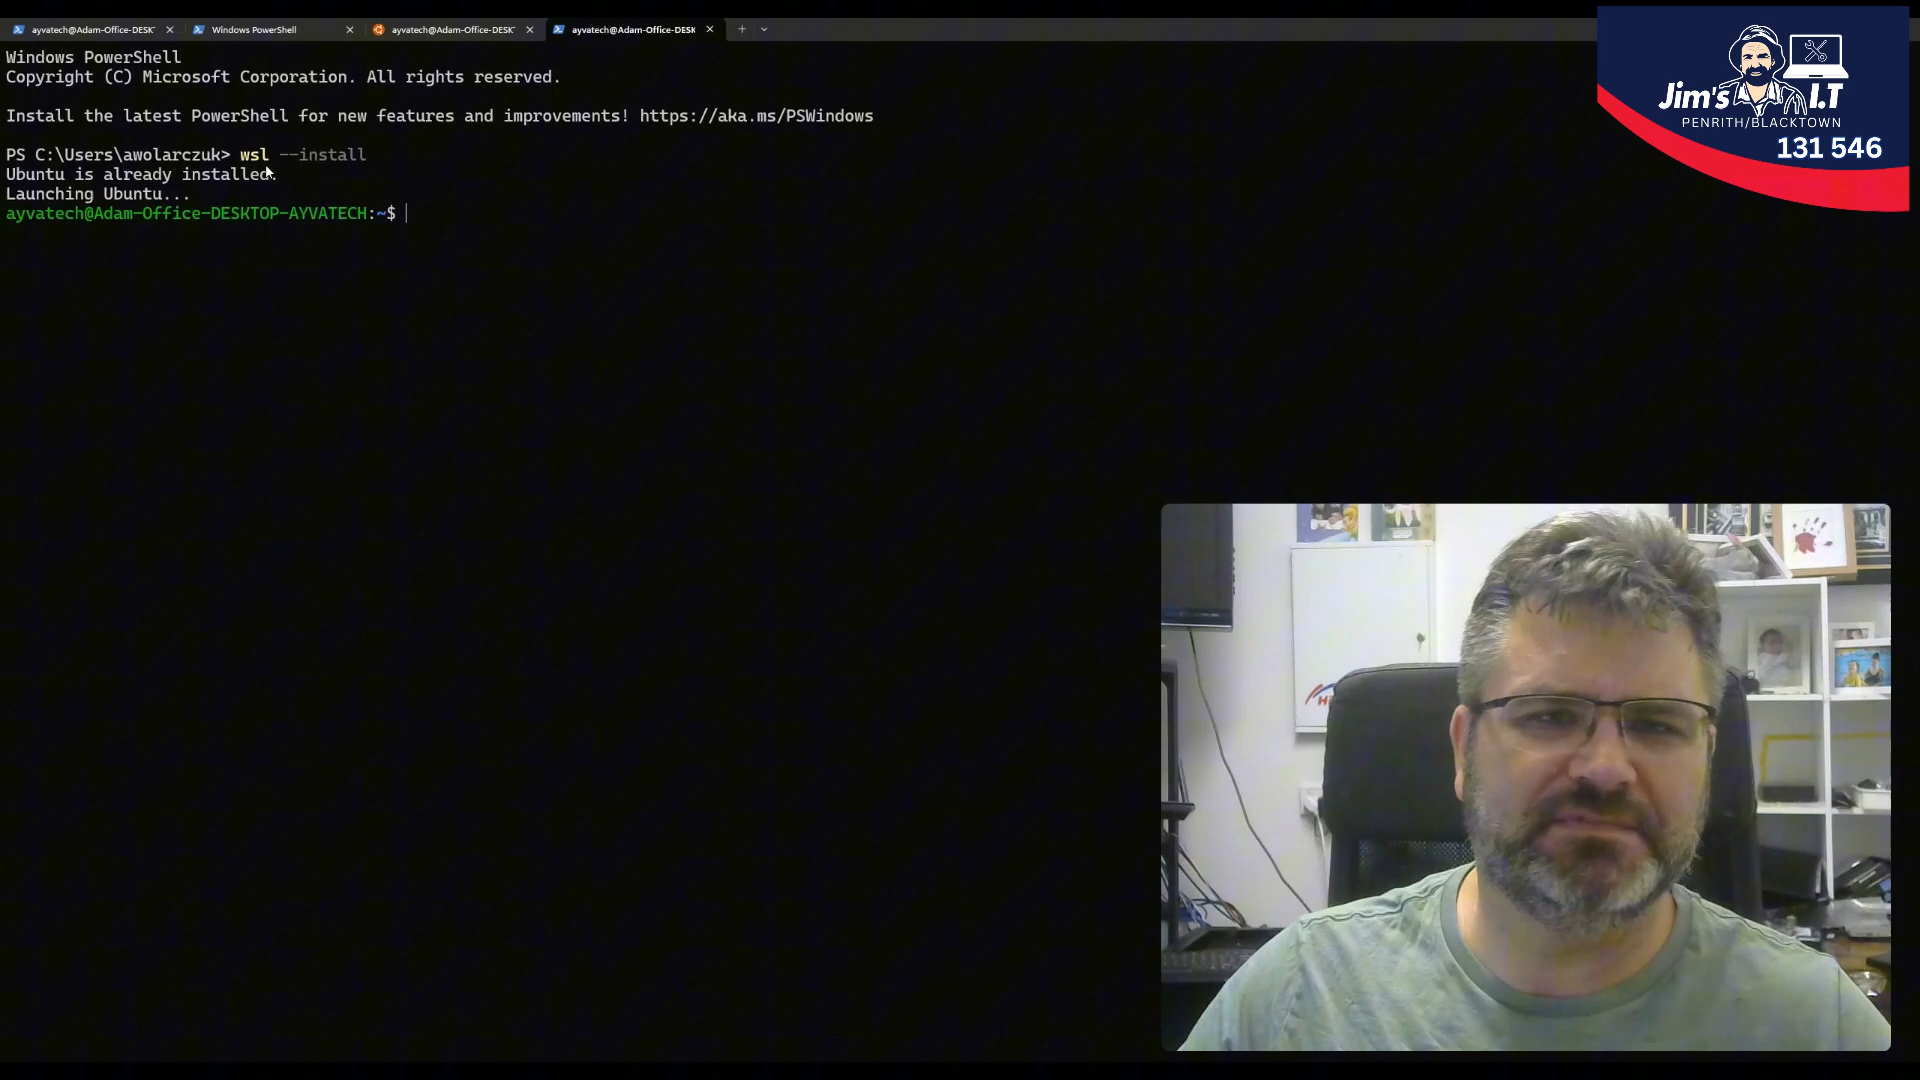 ayvatech@Adam-Office-DESKT
Windows PowerShell
ayvatech@Adam-Office-DESKT
ayvatech@Adam-Office-DESK
Windows PowerShell
Copyright (C) Microsoft Corporation. All rights reserved.
Install the latest PowerShell for new features and improvements! https://aka.ms/PSWindows
PS C:\Users\awolarczuk> wsl --install
Ubuntu is already installed.
Launching Ubuntu...
ayvatech@Adam-Office-DESKTOP-AYVATECH:~$
Jim's I.T
PENRITH/BLACKTOWN
131 546